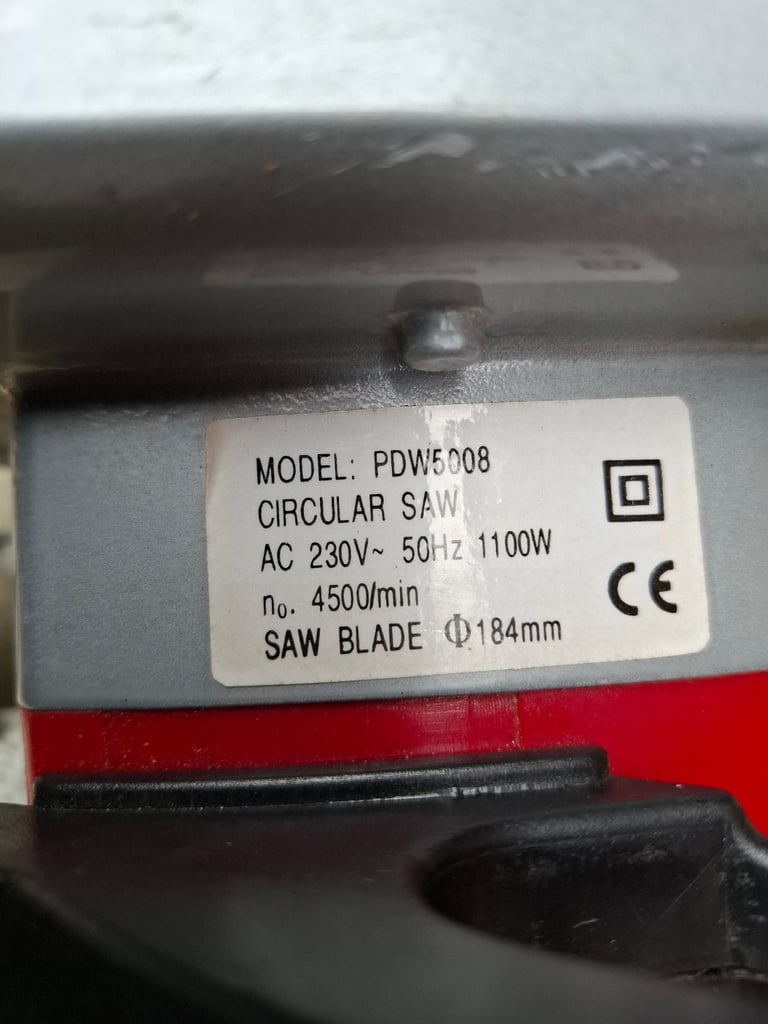 MODEL: PDW5008
CIRCULAR SAW
AC 230V~ 50Hz 1100W
n₀. 4500/min
SAW BLADE Φ184mm
CE